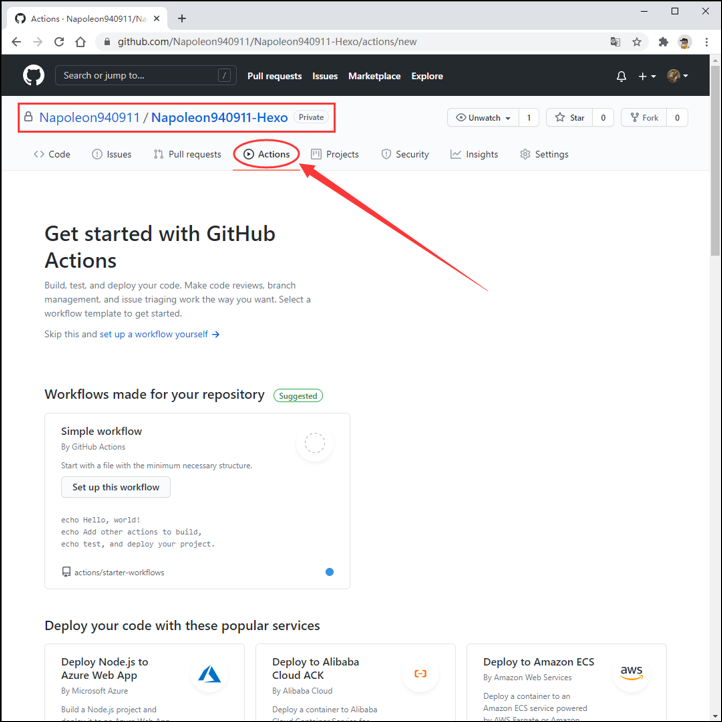 Actions · Napoleon940911/Na
github.com/Napoleon940911/Napoleon940911-Hexo/actions/new
Search or jump to...
/
Pull requests
Issues
Marketplace
Explore
Napoleon940911 / Napoleon940911-Hexo
Private
Unwatch
1
Star
0
Fork
0
Code
Issues
Pull requests
Actions
Projects
Security
Insights
Settings
Get started with GitHub
Actions
Build, test, and deploy your code. Make code reviews, branch
management, and issue triaging work the way you want. Select a
workflow template to get started.
Skip this and set up a workflow yourself →
Workflows made for your repository
Suggested
Simple workflow
By GitHub Actions
Start with a file with the minimum necessary structure.
Set up this workflow
echo Hello, world!
echo Add other actions to build,
echo test, and deploy your project.
actions/starter-workflows
Deploy your code with these popular services
Deploy Node.js to
Azure Web App
By Microsoft Azure
Build a Node.js project and
Deploy to Alibaba
Cloud ACK
By Alibaba Cloud
Deploy a container to Alibaba
Deploy to Amazon ECS
By Amazon Web Services
aws
Deploy a container to an
Amazon ECS service powered
by AWS Fargate or Amazon